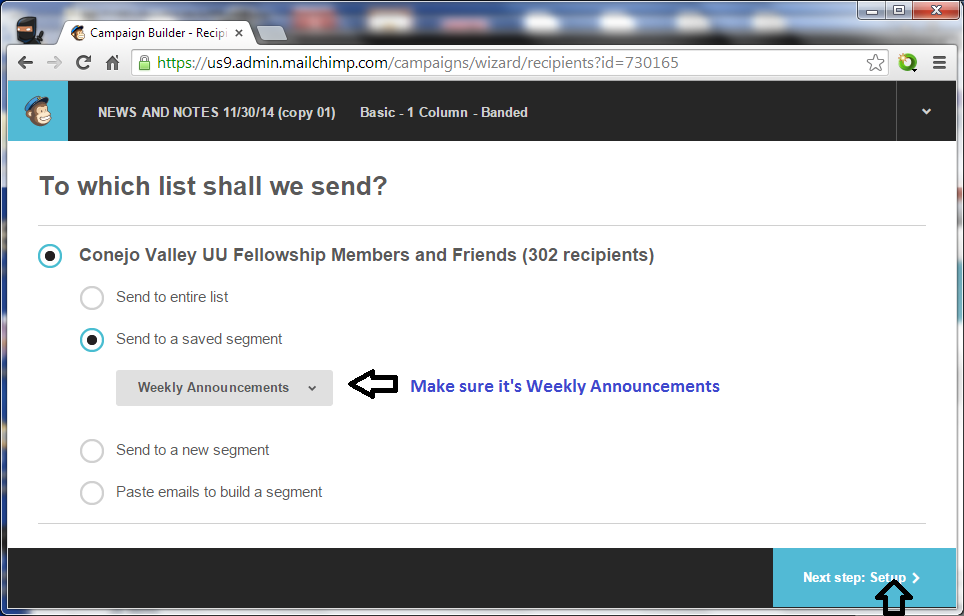 Campaign Builder - Recipi
https://us9.admin.mailchimp.com/campaigns/wizard/recipients?id=730165
NEWS AND NOTES 11/30/14 (copy 01) Basic - 1 Column - Banded
To which list shall we send?
Conejo Valley UU Fellowship Members and Friends (302 recipients)
Send to entire list
Send to a saved segment
Weekly Announcements Make sure it's Weekly Announcements
Send to a new segment
Paste emails to build a segment
Next step: Setup